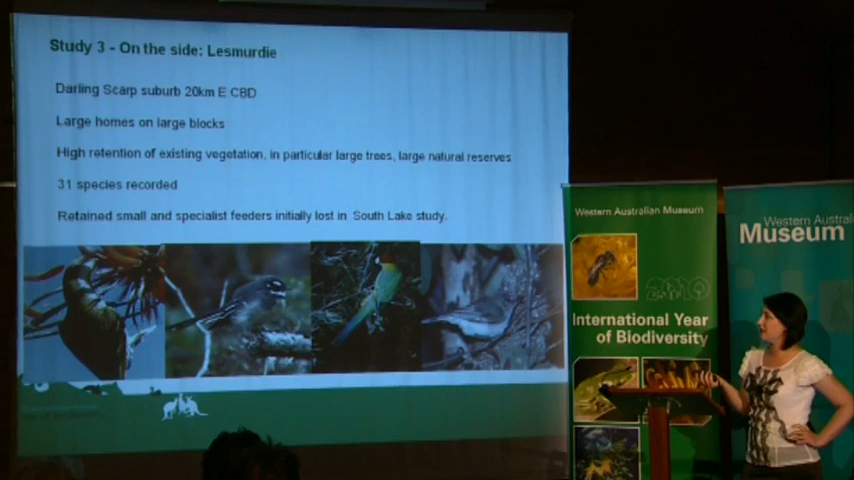 Study 3 - On the side: Lesmurdie
Darling Scarp suburb 20km E CBD
Large homes on large blocks
High retention of existing vegetation, in particular large trees, large natural reserves
31 species recorded
Retained small and specialist feeders initially lost in South Lake study.
Western Australian Museum
2010
International Year
of Biodiversity
Western Australia
Museum